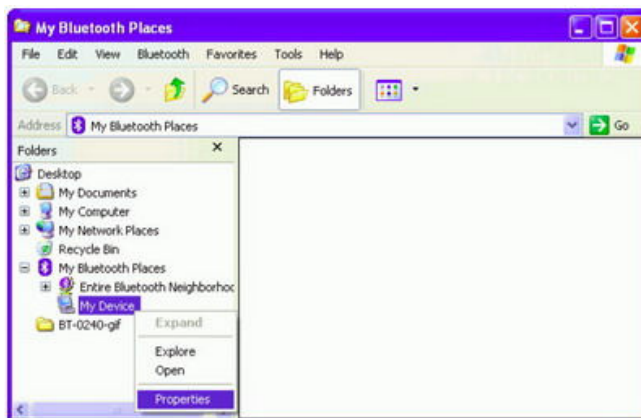 My Bluetooth Places
File Edit View Bluetooth Favorites Tools Help
Back Search Folders
Address My Bluetooth Places Go
Folders
Desktop
My Documents
My Computer
My Network Places
Recycle Bin
My Bluetooth Places
Entire Bluetooth Neighborhoo
My Device
BT-0240-gif
Expand
Explore
Open
Properties